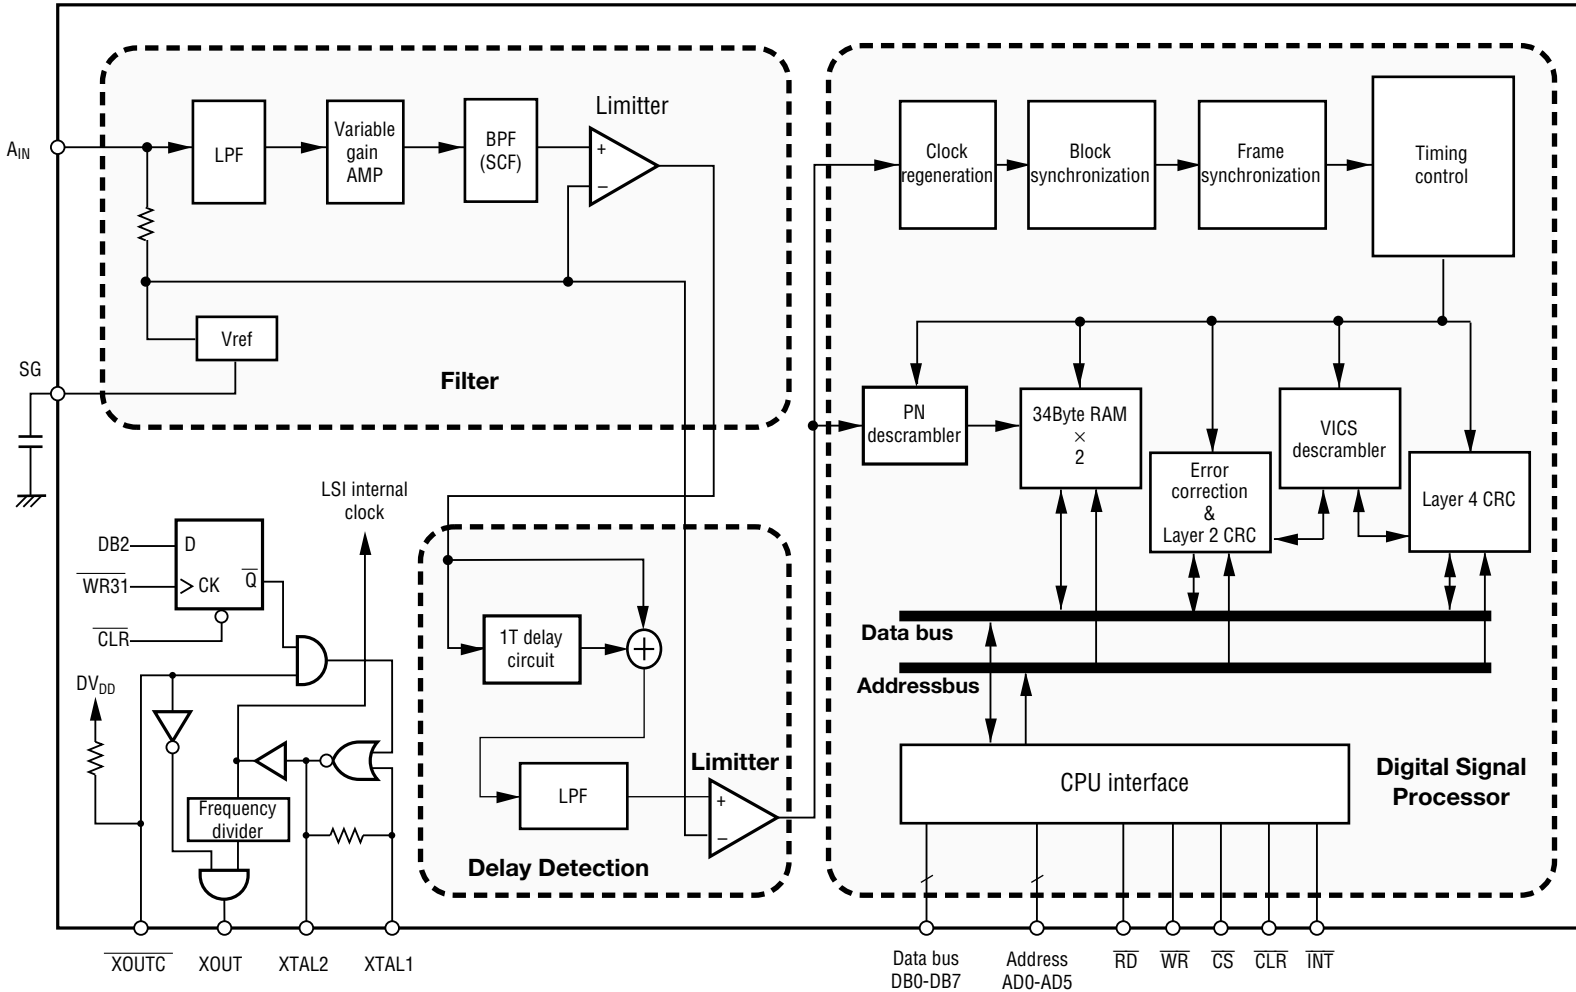 A_IN
LPF
Variable
gain
AMP
BPF
(SCF)
Limitter
+
−
Vref
SG
Filter
Clock
regeneration
Block
synchronization
Frame
synchronization
Timing
control
PN
descrambler
34Byte RAM
×
2
Error
correction
&
Layer 2 CRC
VICS
descrambler
Layer 4 CRC
Data bus
Addressbus
CPU interface
Digital Signal
Processor
LSI internal
clock
DB2
D
WR31
CK
Q
CLR
DV_DD
Frequency
divider
1T delay
circuit
+
LPF
Limitter
+
−
Delay Detection
XOUTC
XOUT
XTAL2
XTAL1
Data bus
DB0-DB7
Address
AD0-AD5
RD
WR
CS
CLR
INT